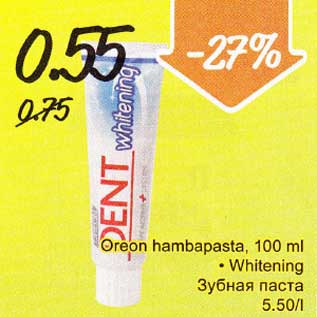 0.55
-27%
0.75
DENT
whitening
Oreon hambapasta, 100 ml
• Whitening
Зубная паста
5.50/l